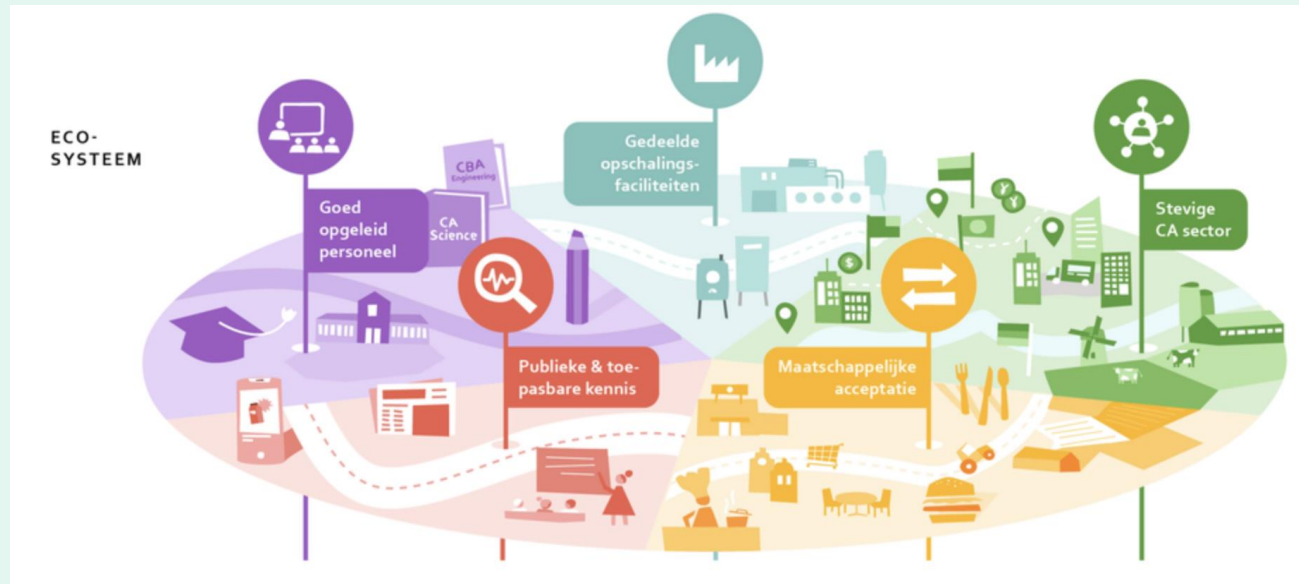 ECO-
SYSTEEM
Goed
opgeleid
personeel
CBA
Engineering
CA
Science
Gedeelde
opschalings-
faciliteiten
Stevige
CA sector
Publieke & toe-
pasbare kennis
Maatschappelijke
acceptatie
¥
¥
$